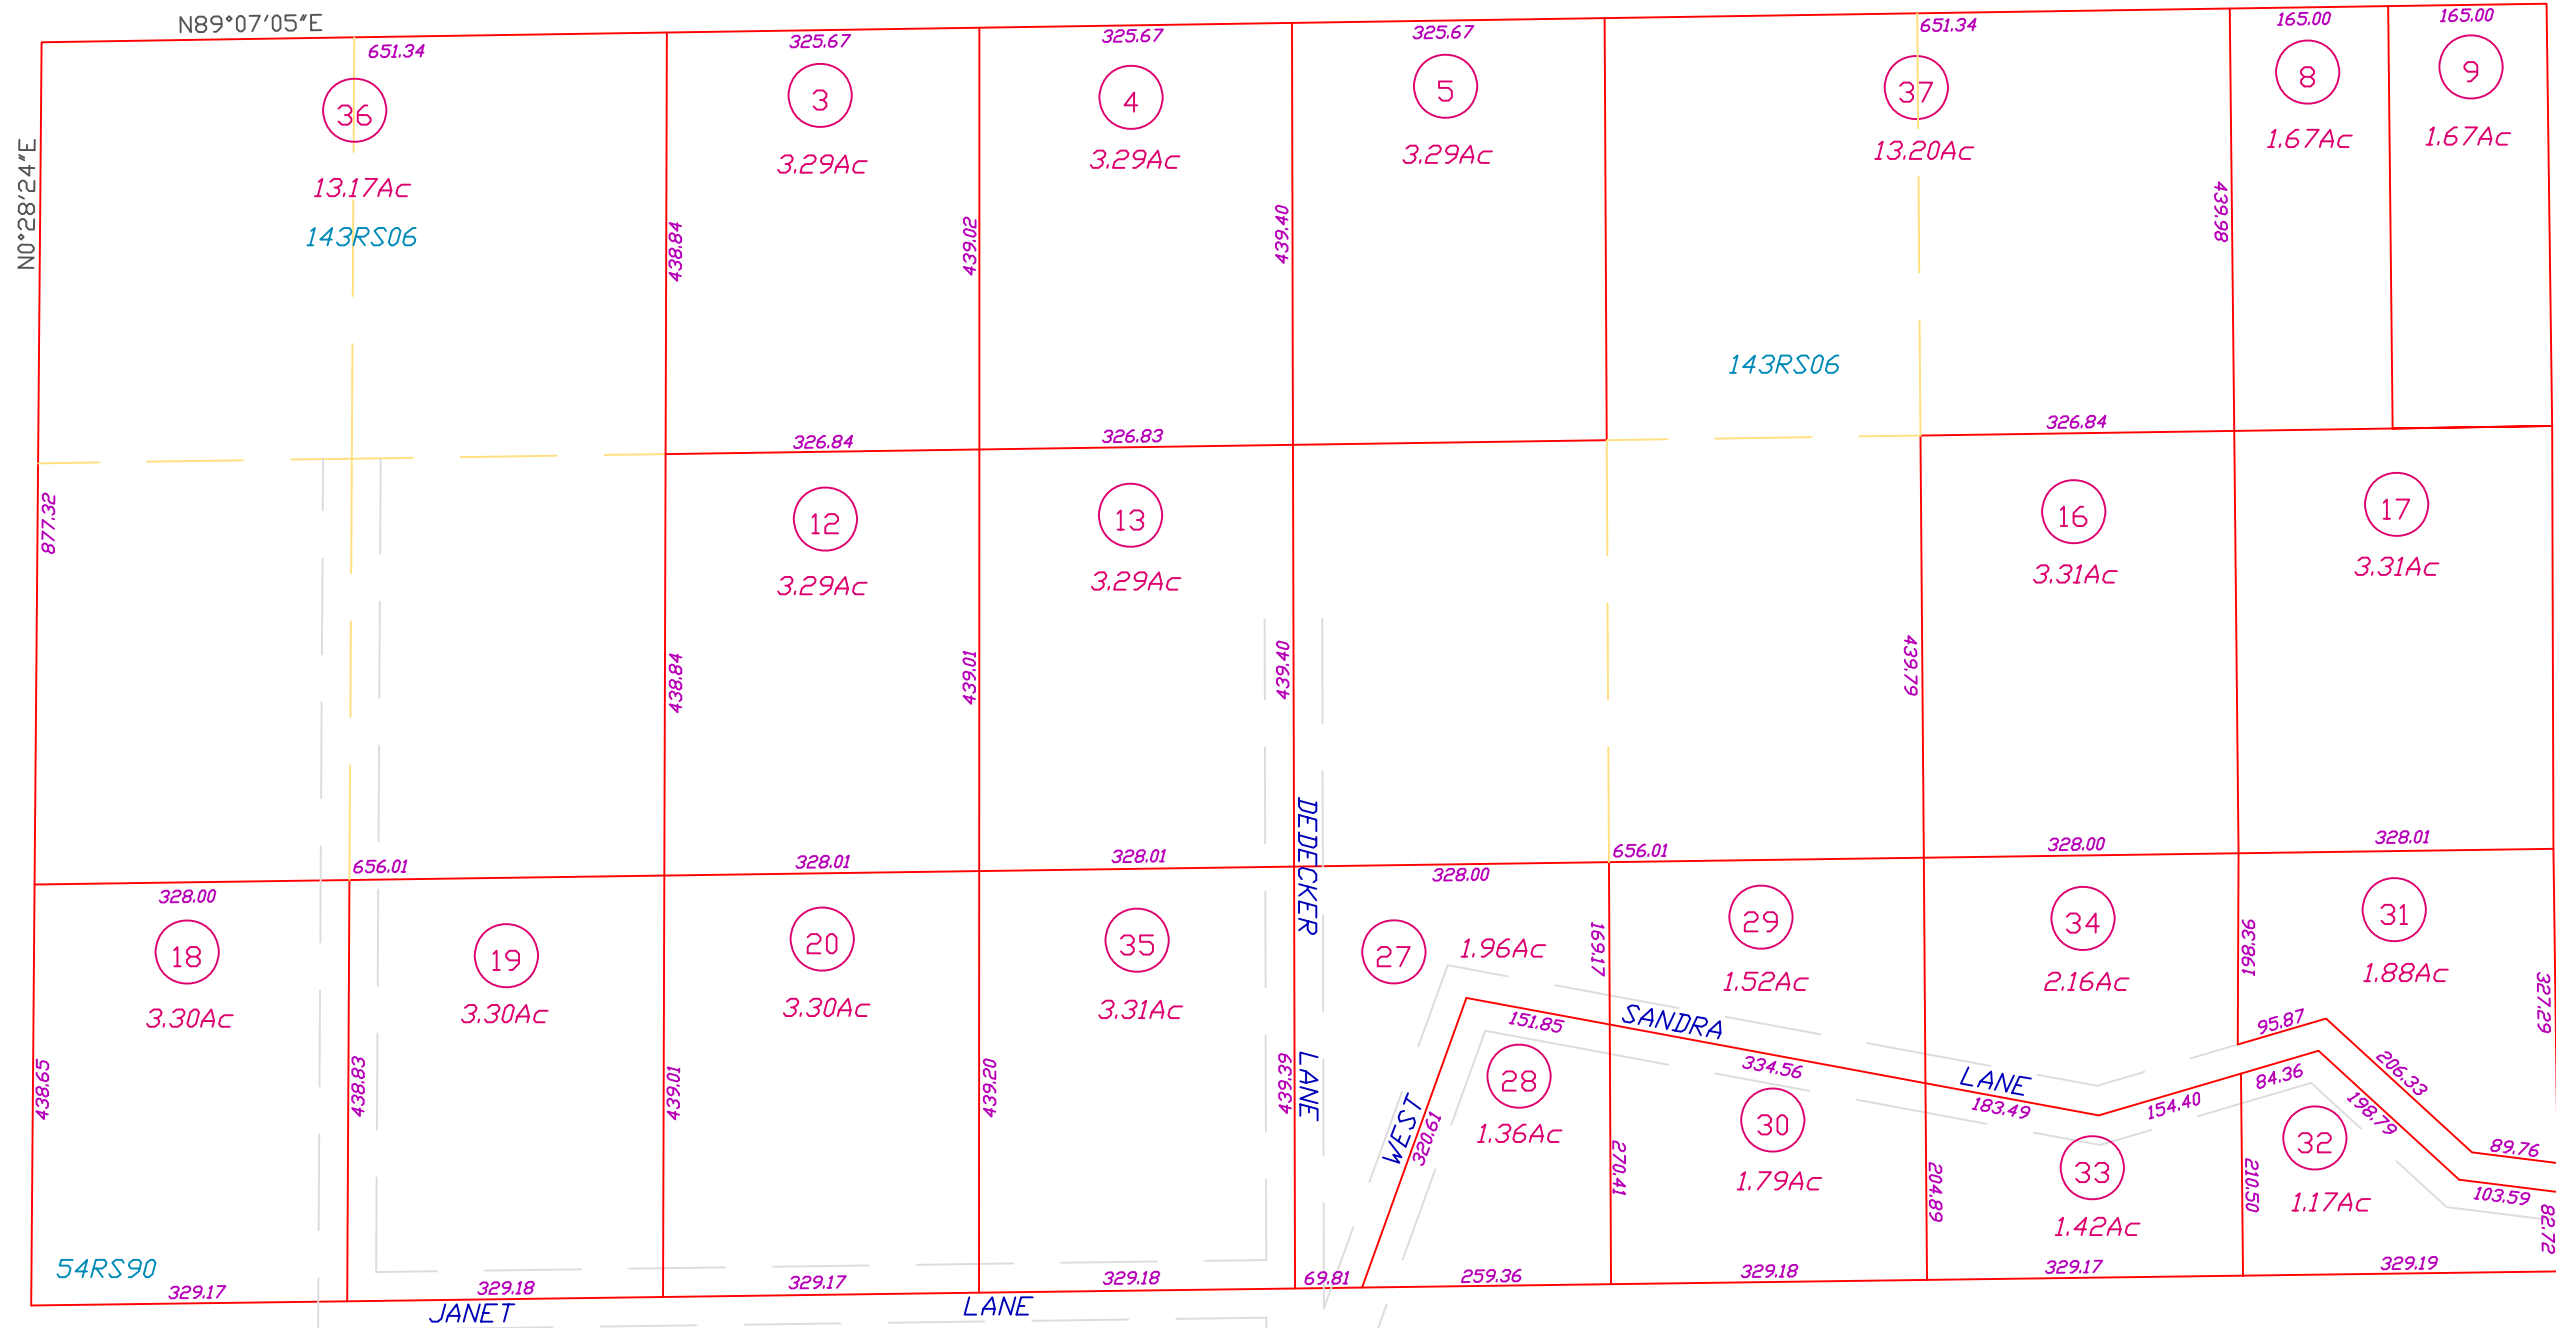 N89°07'05"E
651.34
325.67
325.67
325.67
651.34
165.00
165.00
36
3
4
5
37
8
9
13.17Ac
3.29Ac
3.29Ac
3.29Ac
13.20Ac
1.67Ac
1.67Ac
N0°28'24"E
143RS06
438.84
439.02
439.40
439.98
143RS06
326.84
326.83
326.84
877.32
12
13
16
17
3.29Ac
3.29Ac
3.31Ac
3.31Ac
438.84
439.01
439.40
439.79
DEDECKER LANE
656.01
328.01
328.01
656.01
328.00
328.01
328.00
328.00
18
19
20
35
27
29
34
31
3.30Ac
3.30Ac
3.30Ac
3.31Ac
1.96Ac
1.52Ac
2.16Ac
1.88Ac
169.17
198.36
327.29
151.85
SANDRA LANE
95.87
206.33
438.65
438.83
439.01
439.20
439.39
WEST
320.61
28
1.36Ac
334.56
30
1.79Ac
183.49
154.40
84.36
198.79
89.76
103.59
270.41
204.89
33
1.42Ac
210.50
32
1.17Ac
82.72
54RS90
329.17
329.18
329.17
329.18
69.81
259.36
329.18
329.17
329.19
JANET LANE